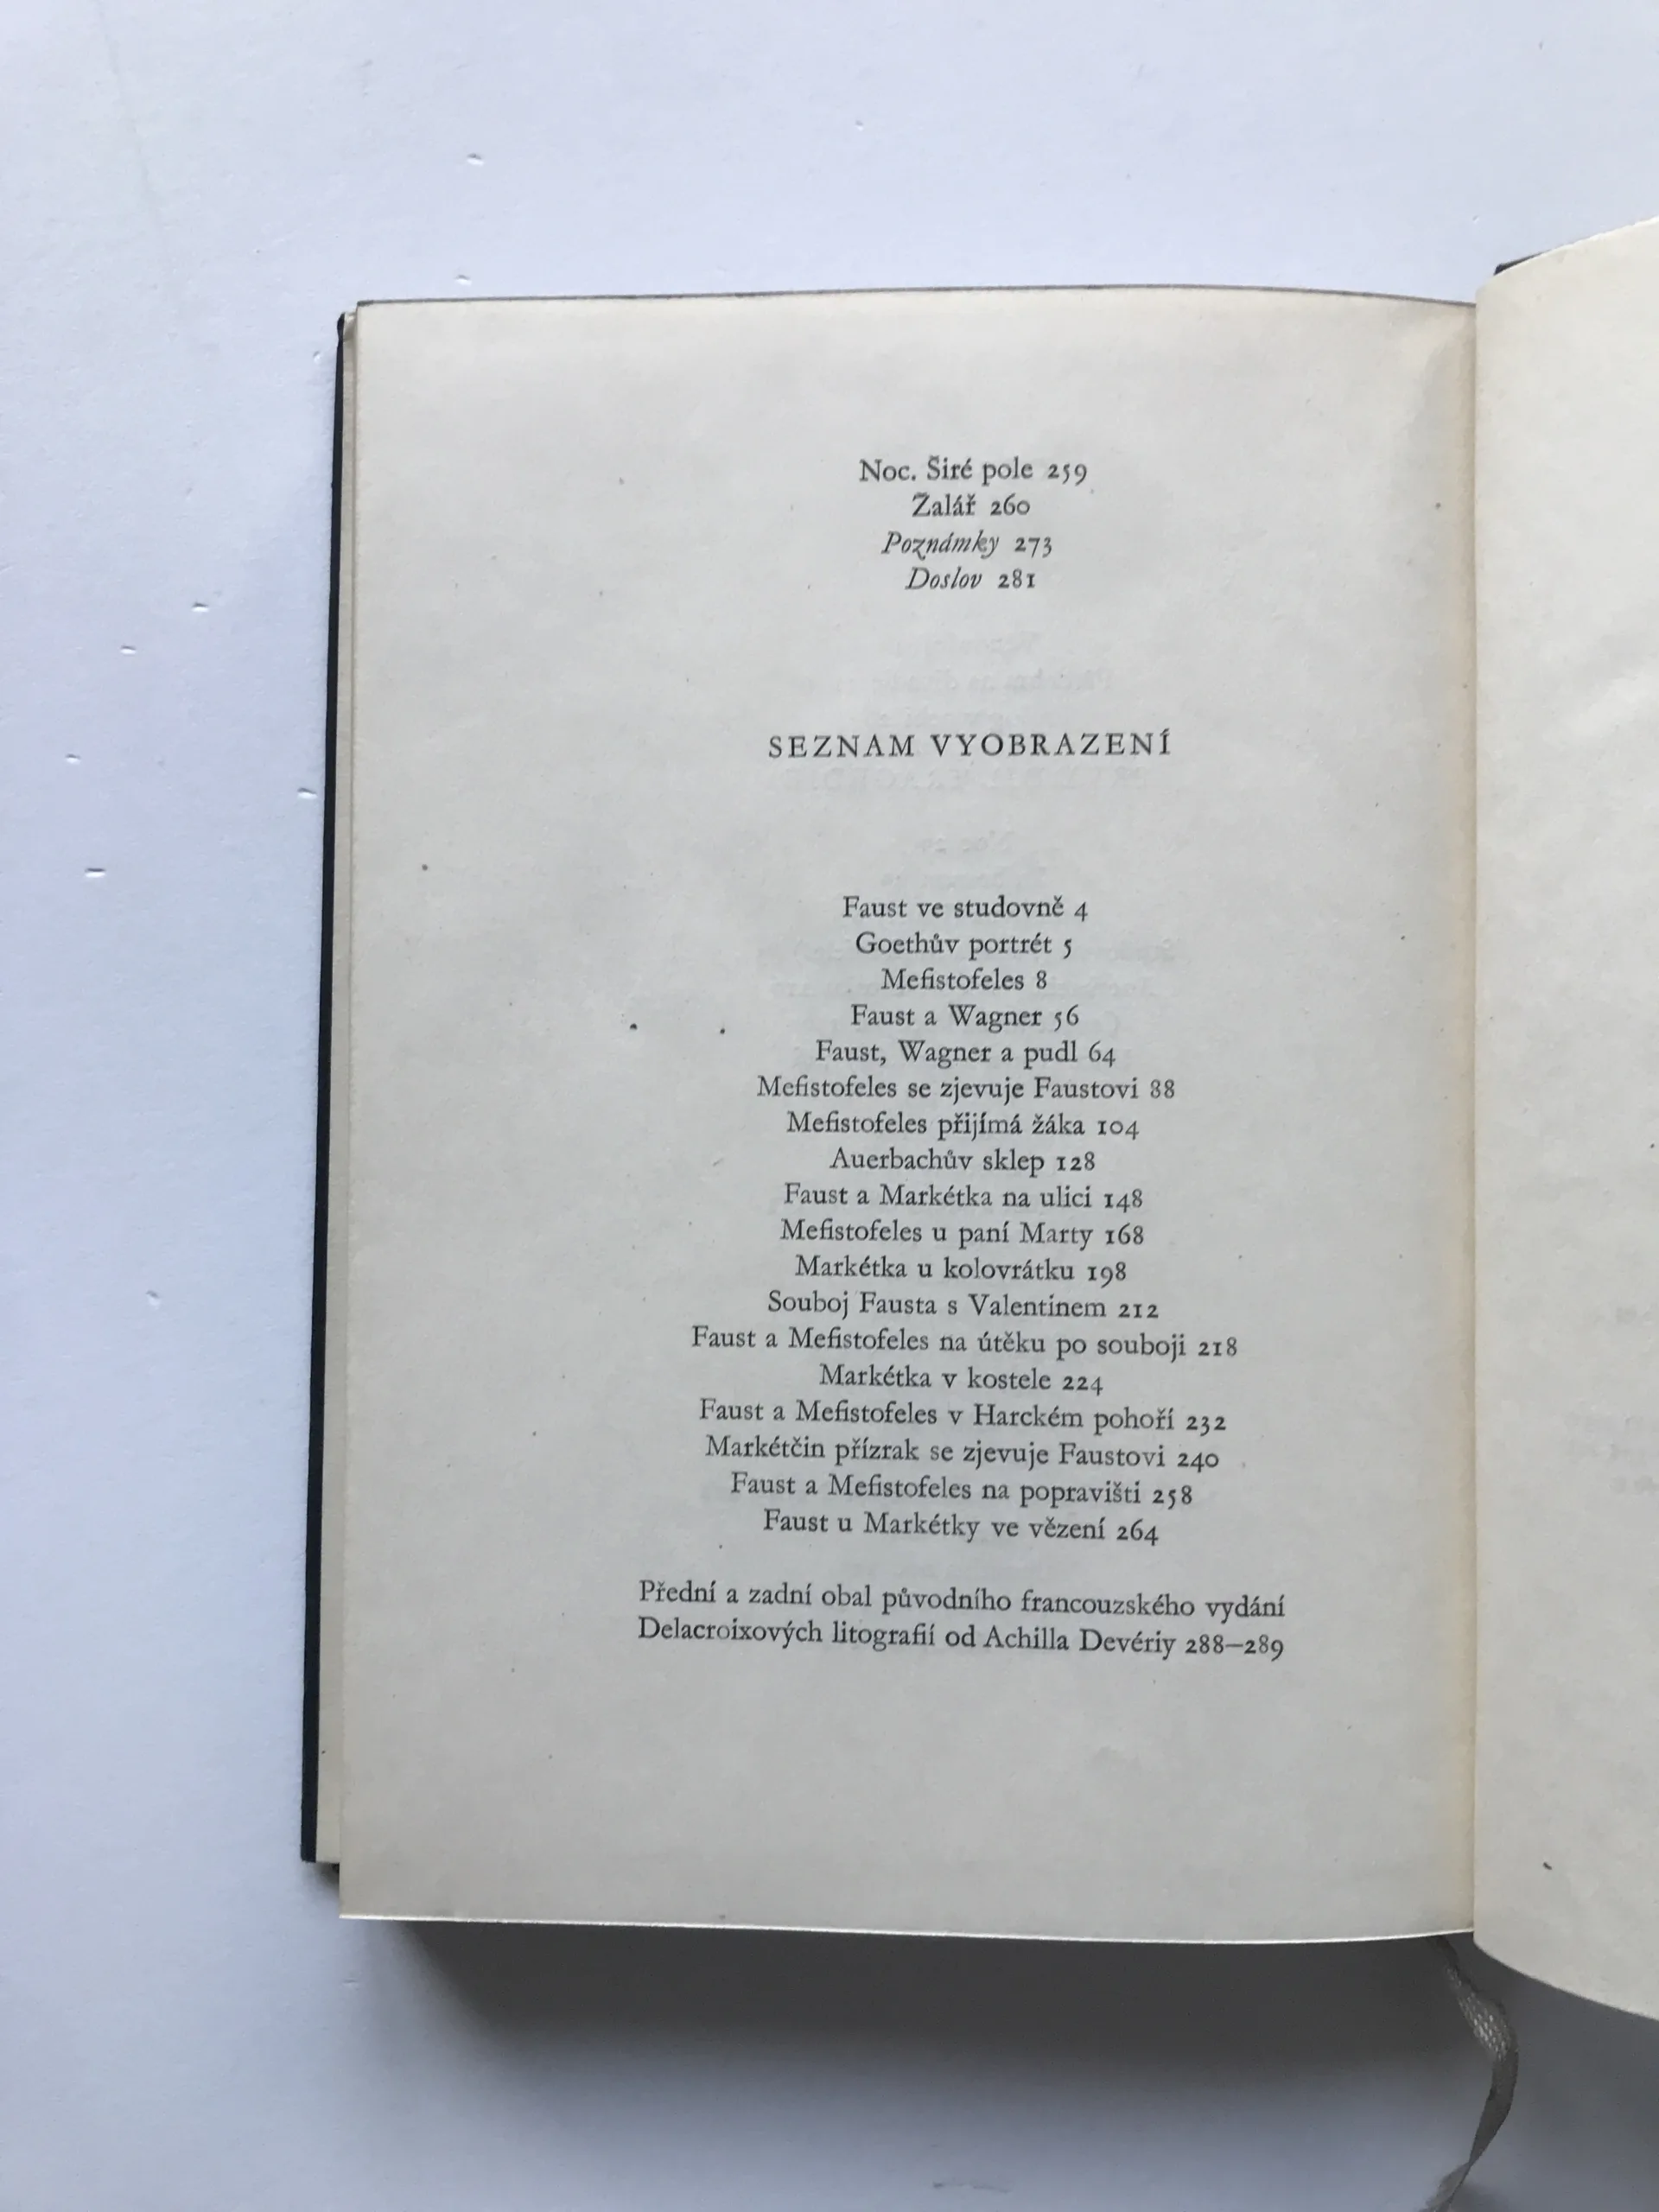 Noc. Širé pole 259
Žalář 260
Poznámky 273
Doslov 281
SEZNAM VYOBRAZENÍ
Faust ve studovně 4
Goethův portrét 5
Mefistofeles 8
Faust a Wagner 56
Faust, Wagner a pudl 64
Mefistofeles se zjevuje Faustovi 88
Mefistofeles přijímá žáka 104
Auerbachův sklep 128
Faust a Markétka na ulici 148
Mefistofeles u paní Marty 168
Markétka u kolovrátku 198
Souboj Fausta s Valentinem 212
Faust a Mefistofeles na útěku po souboji 218
Markétka v kostele 224
Faust a Mefistofeles v Harckém pohoří 232
Markétčin přízrak se zjevuje Faustovi 240
Faust a Mefistofeles na popravišti 258
Faust u Markétky ve vězení 264
Přední a zadní obal původního francouzského vydání
Delacroixových litografií od Achilla Devériy 288–289